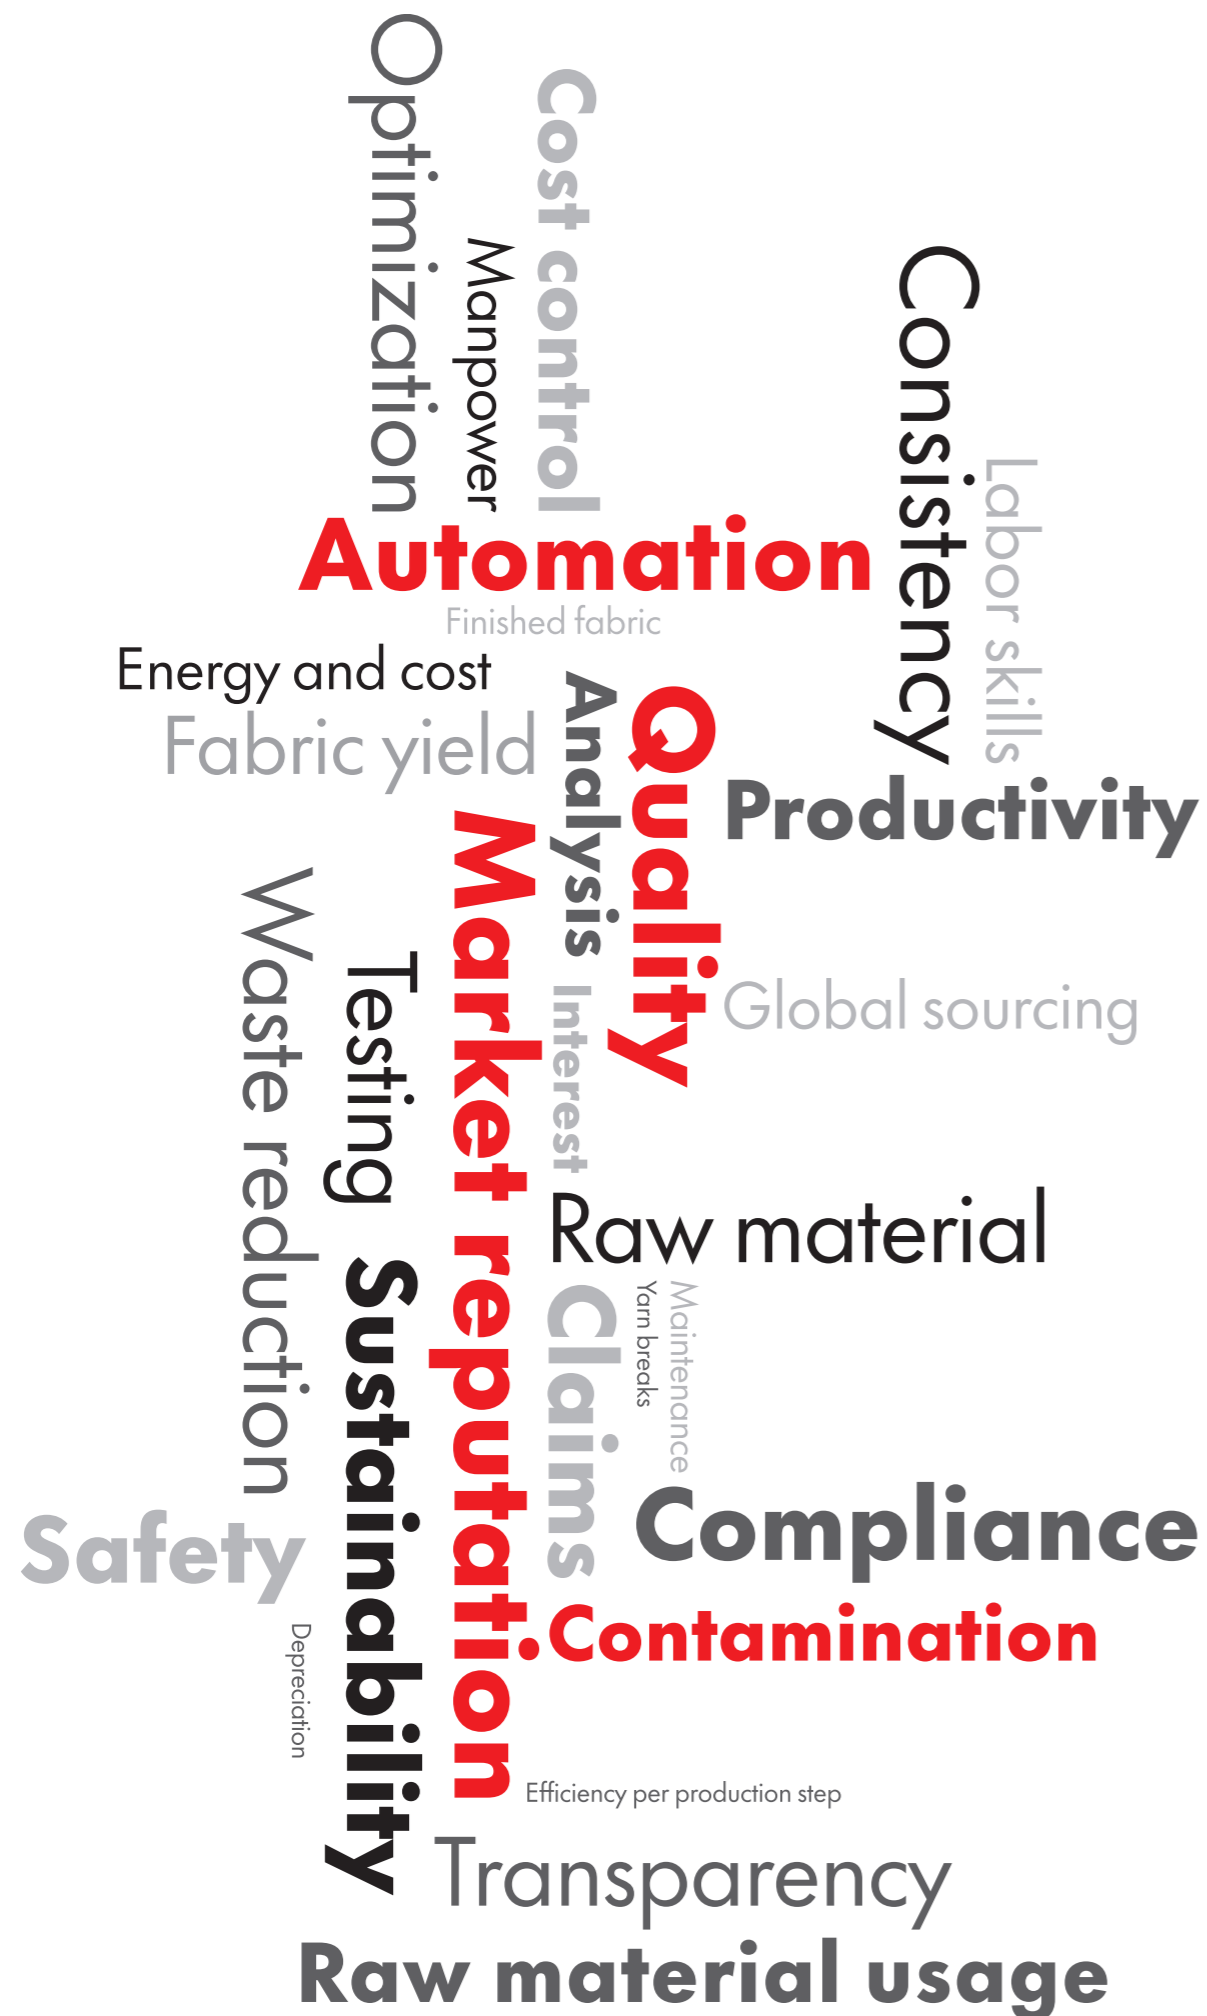 Optimization
Manpower
Cost control
Consistency
Labor skills
Automation
Finished fabric
Energy and cost
Fabric yield
Analysis
Quality
Productivity
Market reputation
Waste reduction
Testing
Global sourcing
Interest
Raw material
Sustainability
Claims
Yarn breaks
Maintenance
Compliance
Safety
Contamination
Depreciation
Efficiency per production step
Transparency
Raw material usage